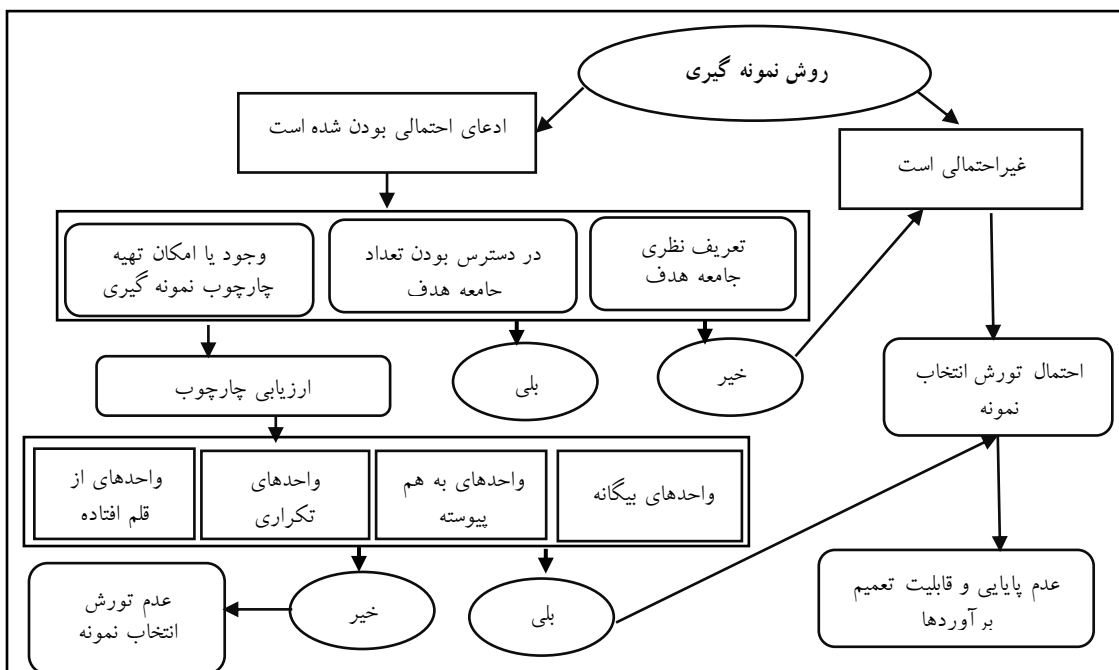 روش نمونه گیری
ادعای احتمالی بودن شده است
غیراحتمالی است
تعریف نظری
جامعه هدف
در دسترس بودن تعداد
حامعه هدف
وجود یا امکان تهیه
چارچوب نمونه گیری
خیر
بلی
ارزیابی چارچوب
احتمال تورش انتخاب
نمونه
واحدهای بیگانه
واحدهای به هم
پیوسته
واحدهای
تکراری
واحدهای از
قلم افتاده
عدم پایایی و قابلیت تعمیم
برآوردها
بلی
خیر
عدم تورش
انتخاب نمونه